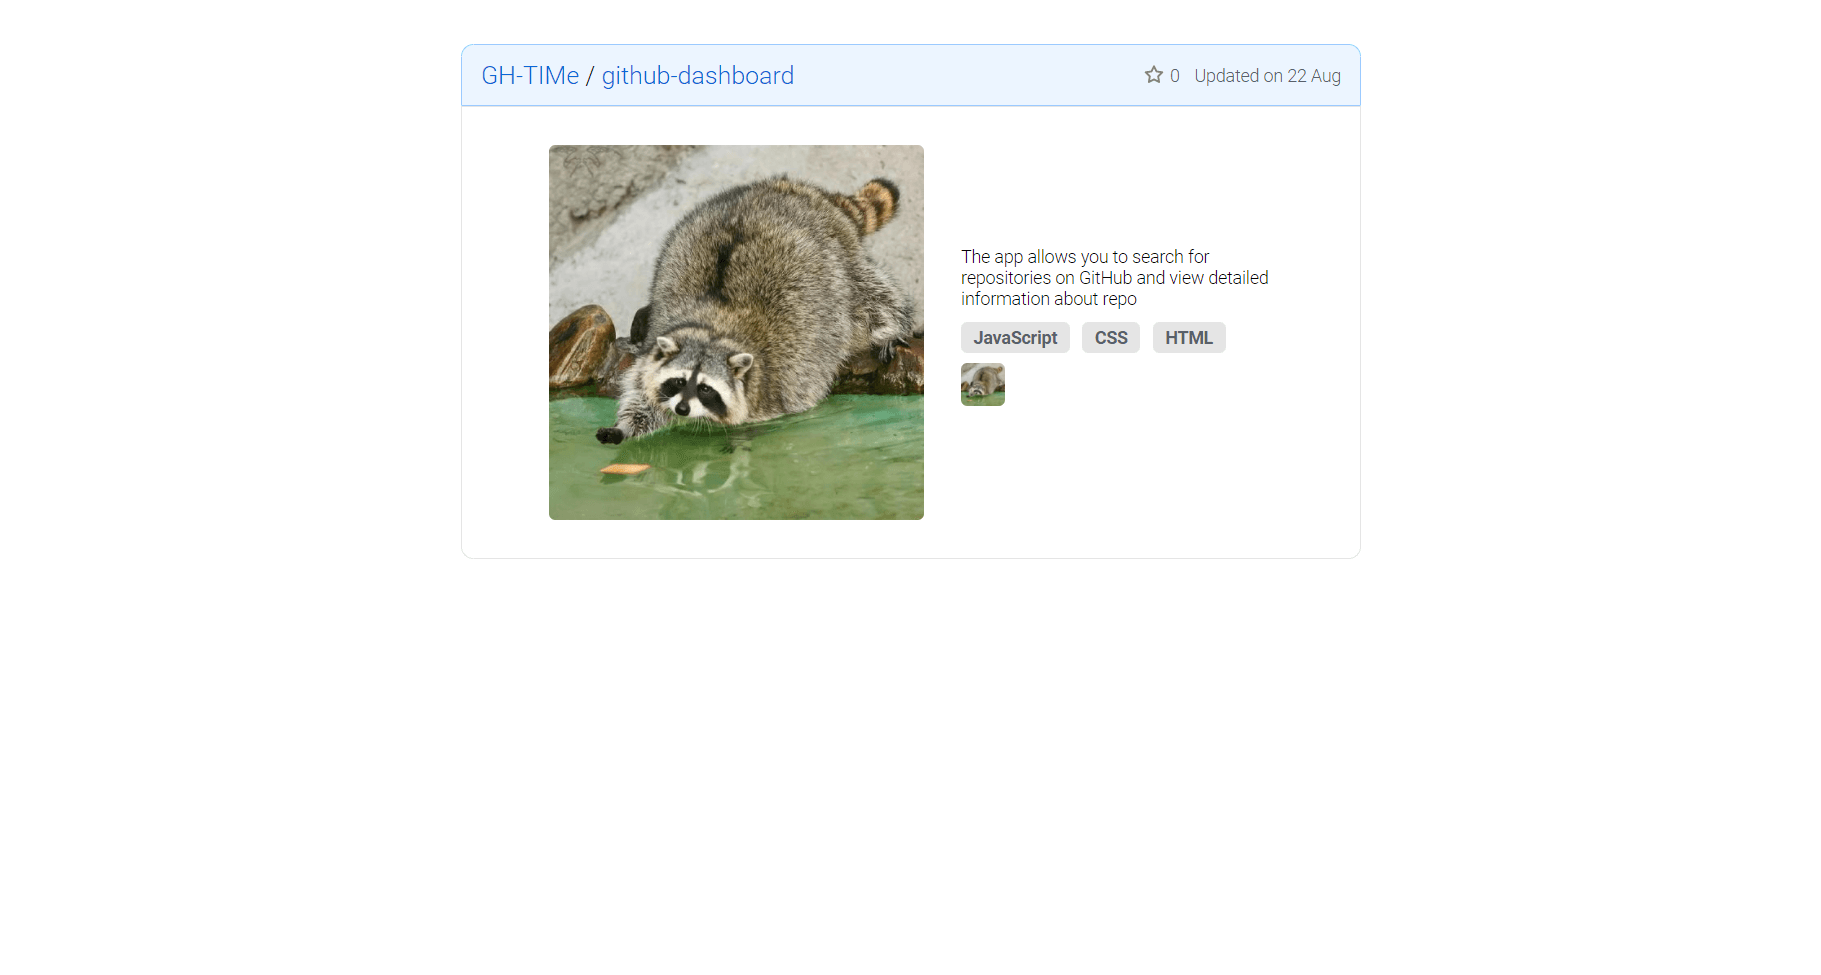 GH-TIMe / github-dashboard
0 Updated on 22 Aug
The app allows you to search for
repositories on GitHub and view detailed
information about repo
JavaScript CSS HTML